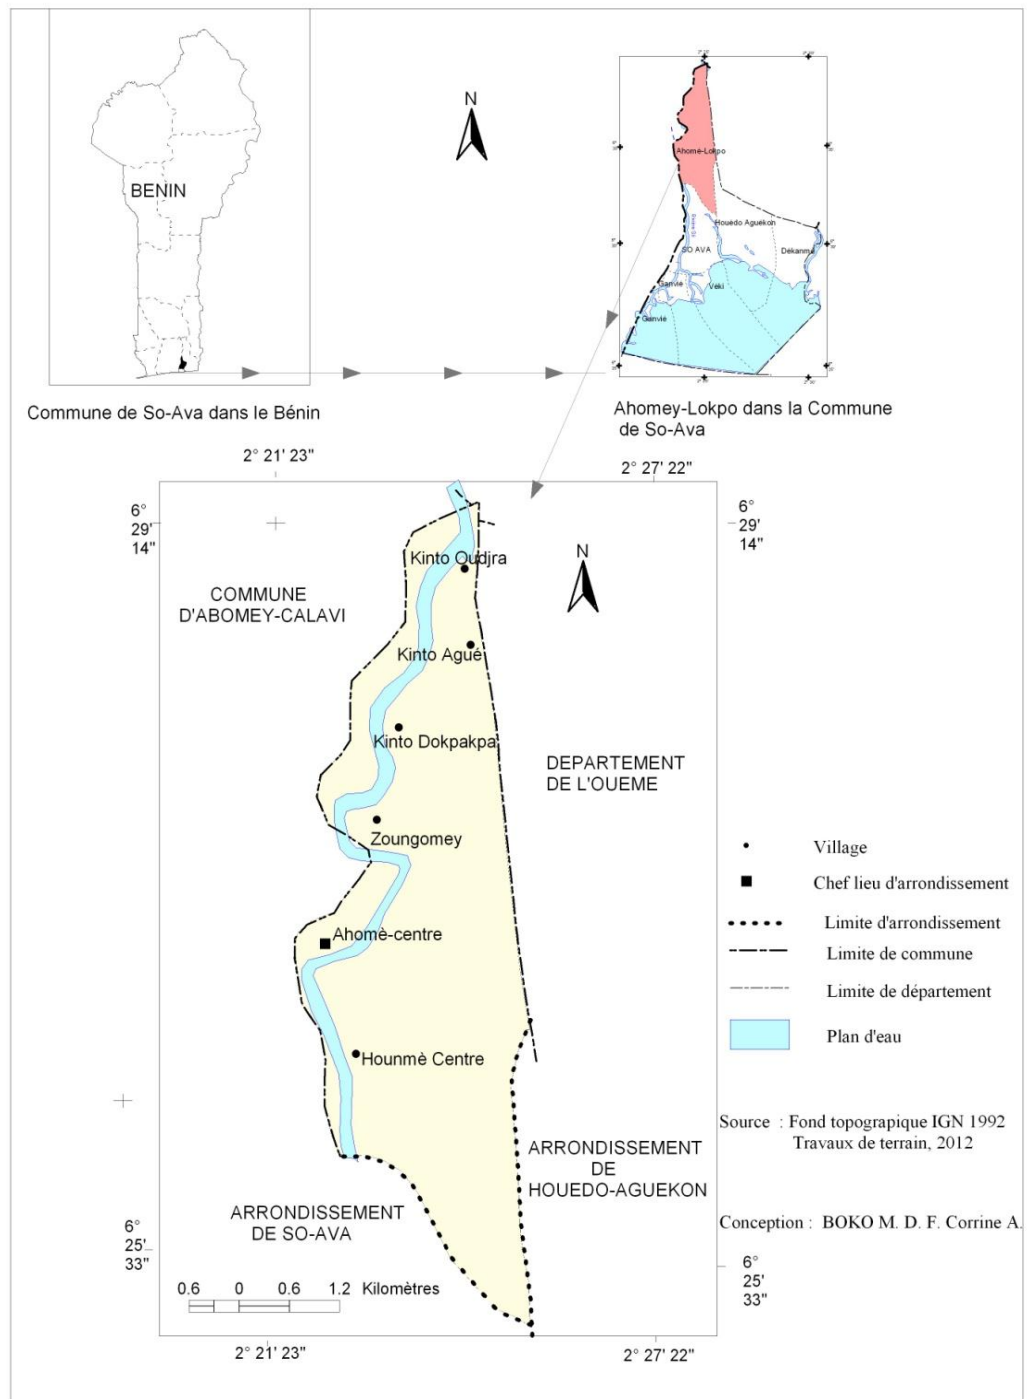 N
BENIN
Ahomè-Lokpo
Houèdo Aguékon
SO AVA
Dékanmè
Ganvié
Vekí
Ganvié
Commune de So-Ava dans le Bénin
Ahomey-Lokpo dans la Commune
de So-Ava
2° 21' 23"
2° 27' 22"
6°
29'
14"
6°
29'
14"
N
Kinto Oudjra
COMMUNE
D'ABOMEY-CALAVI
Kinto Agué
Kinto Dokpakpa
DEPARTEMENT
DE L'OUEME
Zoungomey
Village
Chef lieu d'arrondissement
Ahomè-centre
Limite d'arrondissement
Limite de commune
Limite de départment
Plan d'eau
Hounmè Centre
Source : Fond topograpique IGN 1992
Travaux de terrain, 2012
ARRONDISSEMENT
DE
HOUEDO-AGUEKON
ARRONDISSEMENT
DE SO-AVA
Conception : BOKO M. D. F. Corrine A.
6°
25'
33"
6°
25'
33"
0.6 0 0.6 1.2 Kilomètres
2° 21' 23"
2° 27' 22"